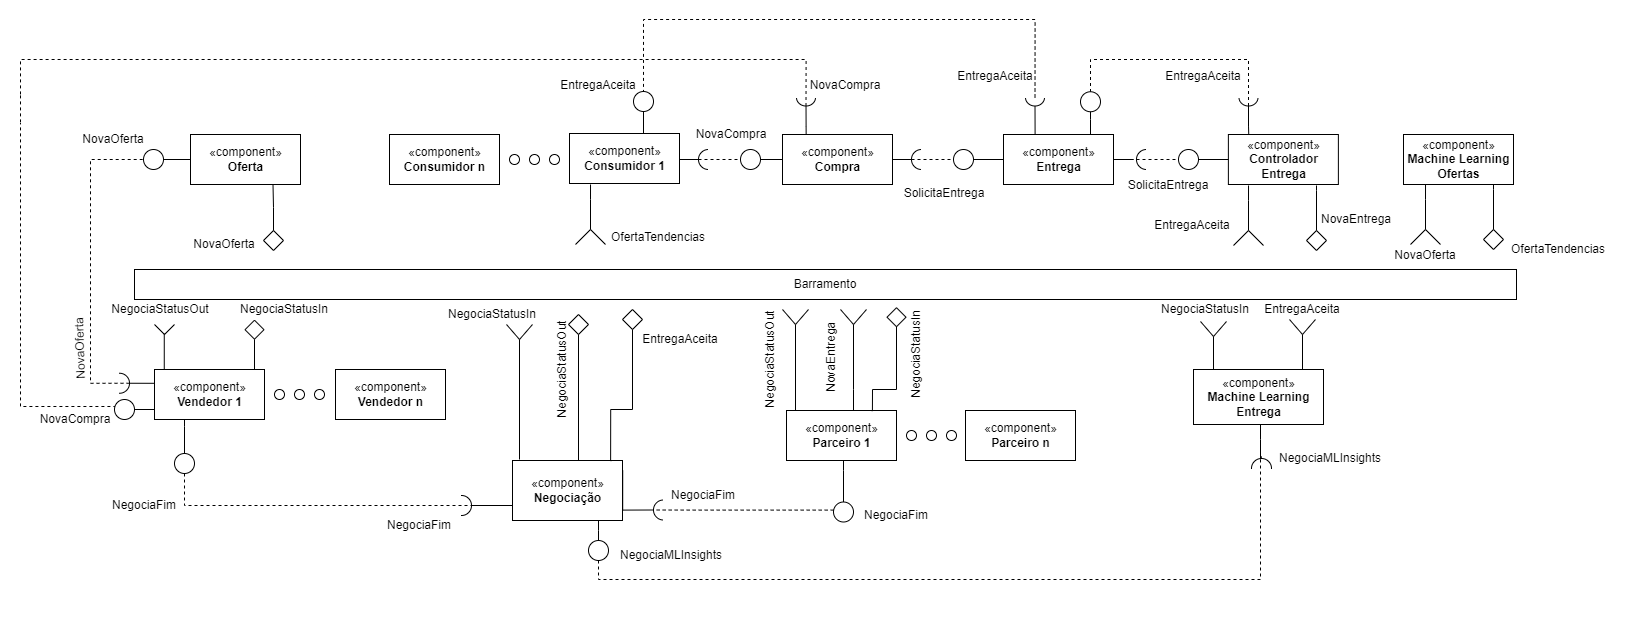 EntregaAceita
NovaCompra
EntregaAceita
EntregaAceita
NovaOferta
«component»
Oferta
«component»
Consumidor n
«component»
Consumidor 1
NovaCompra
«component»
Compra
SolicitaEntrega
«component»
Entrega
SolicitaEntrega
«component»
Controlador
Entrega
«component»
Machine Learning
Ofertas
NovaOferta
OfertaTendencias
EntregaAceita
NovaEntrega
NovaOferta
OfertaTendencias
Barramento
NegociaStatusOut
NegociaStatusIn
NovaOferta
NegociaStatusIn
NegociaStatusOut
EntregaAceita
NegociaStatusOut
NovaEntrega
NegociaStatusIn
NegociaStatusIn
EntregaAceita
«component»
Vendedor 1
«component»
Vendedor n
NovaCompra
«component»
Machine Learning
Entrega
«component»
Parceiro 1
«component»
Parceiro n
NegociaMLInsights
«component»
Negociação
NegociaFim
NegociaFim
NegociaFim
NegociaFim
NegociaMLInsights